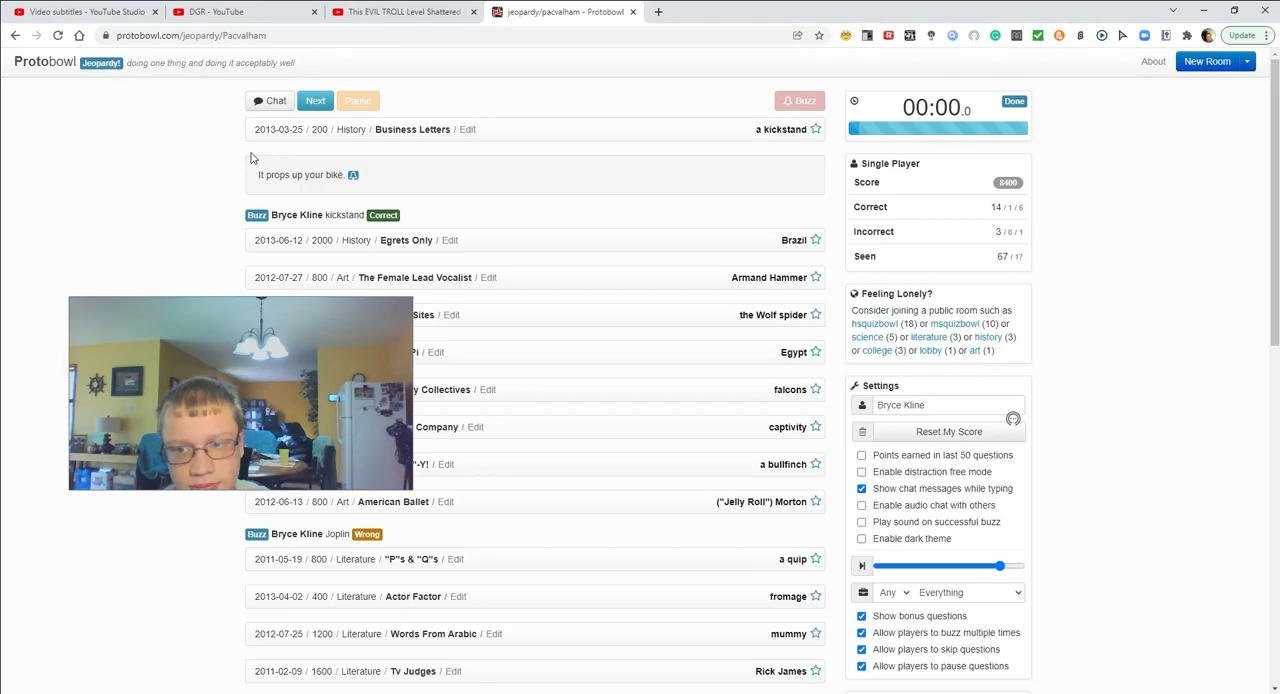 Video subtitles - YouTube Studio
DGR - YouTube
This EVIL TROLL Level Shattered
jeopardy/pacvalham - Protobowl
protobowl.com/jeopardy/Pacvalham
Update
Protobowl Jeopardy! doing one thing and doing it acceptably well
About
New Room
Chat Next Pause Buzz
2013-03-25 / 200 / History / Business Letters / Edit a kickstand
It props up your bike.
Buzz Bryce Kline kickstand Correct
2013-06-12 / 2000 / History / Egrets Only / Edit Brazil
2012-07-27 / 800 / Art / The Female Lead Vocalist / Edit Armand Hammer
Sites / Edit the Wolf spider
Pi / Edit Egypt
y Collectives / Edit falcons
Company / Edit captivity
"-Y! / Edit a bullfinch
2012-06-13 / 800 / Art / American Ballet / Edit ("Jelly Roll") Morton
Buzz Bryce Kline Joplin Wrong
2011-05-19 / 800 / Literature / "P"s & "Q"s / Edit a quip
2013-04-02 / 400 / Literature / Actor Factor / Edit fromage
2012-07-25 / 1200 / Literature / Words From Arabic / Edit mummy
2011-02-09 / 1600 / Literature / Tv Judges / Edit Rick James
00:00.0 Done
Single Player
Score 8400
Correct 14 / 1 / 6
Incorrect 3 / 0 / 1
Seen 67 / 17
Feeling Lonely?
Consider joining a public room such as
hsquizbowl (18) or msquizbowl (10) or
science (5) or literature (3) or history (3)
or college (3) or lobby (1) or art (1)
Settings
Bryce Kline
Reset My Score
Points earned in last 50 questions
Enable distraction free mode
Show chat messages while typing
Enable audio chat with others
Play sound on successful buzz
Enable dark theme
Any Everything
Show bonus questions
Allow players to buzz multiple times
Allow players to skip questions
Allow players to pause questions